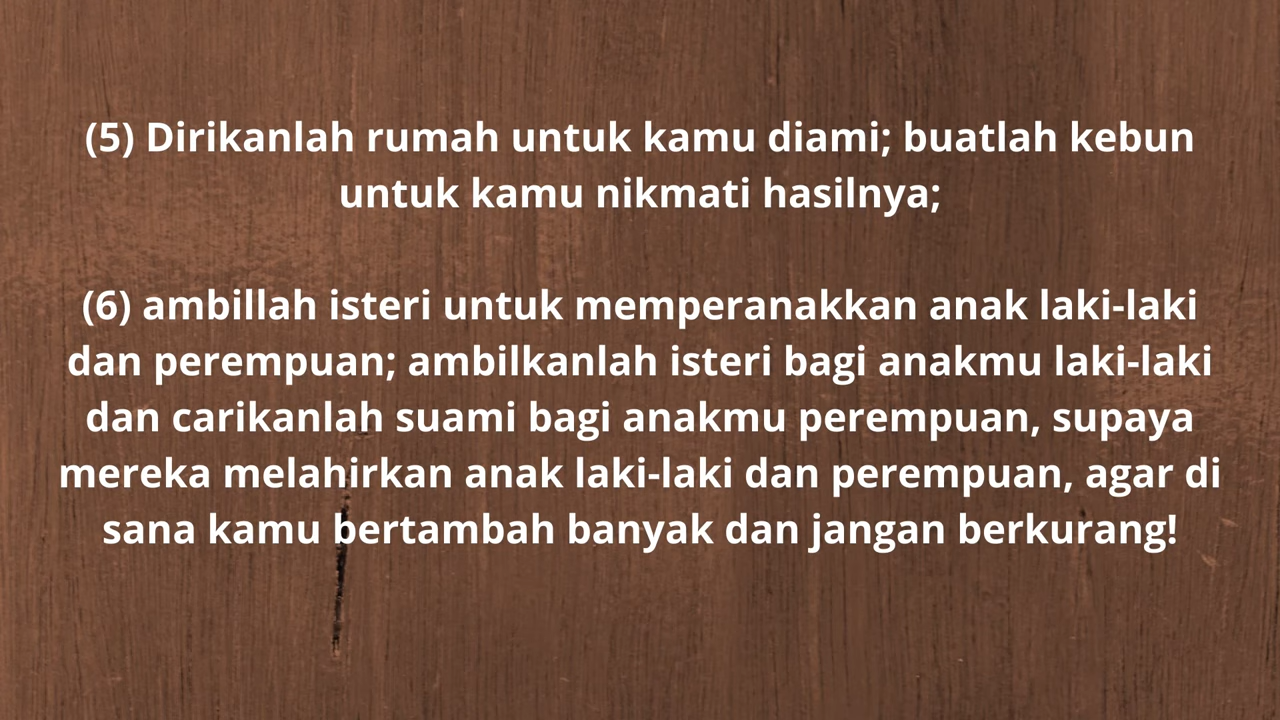 (5) Dirikanlah rumah untuk kamu diami; buatlah kebun
untuk kamu nikmati hasilnya;
(6) ambillah isteri untuk memperanakkan anak laki-laki
dan perempuan; ambilkanlah isteri bagi anakmu laki-laki
dan carikanlah suami bagi anakmu perempuan, supaya
mereka melahirkan anak laki-laki dan perempuan, agar di
sana kamu bertambah banyak dan jangan berkurang!